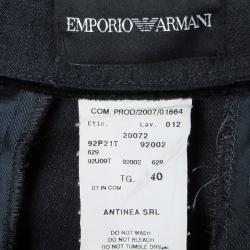 EMPORIO ARMANI
COM. PROD/2007/01664
Etic. Lav. 012
20072
92P21T 92002
629
92U09T 92002 629
TG. 40
DT IN COM
ANTINEA SRL
DO NOT WASH
DO NOT BLEACH
DO NOT TUMBLE DRY